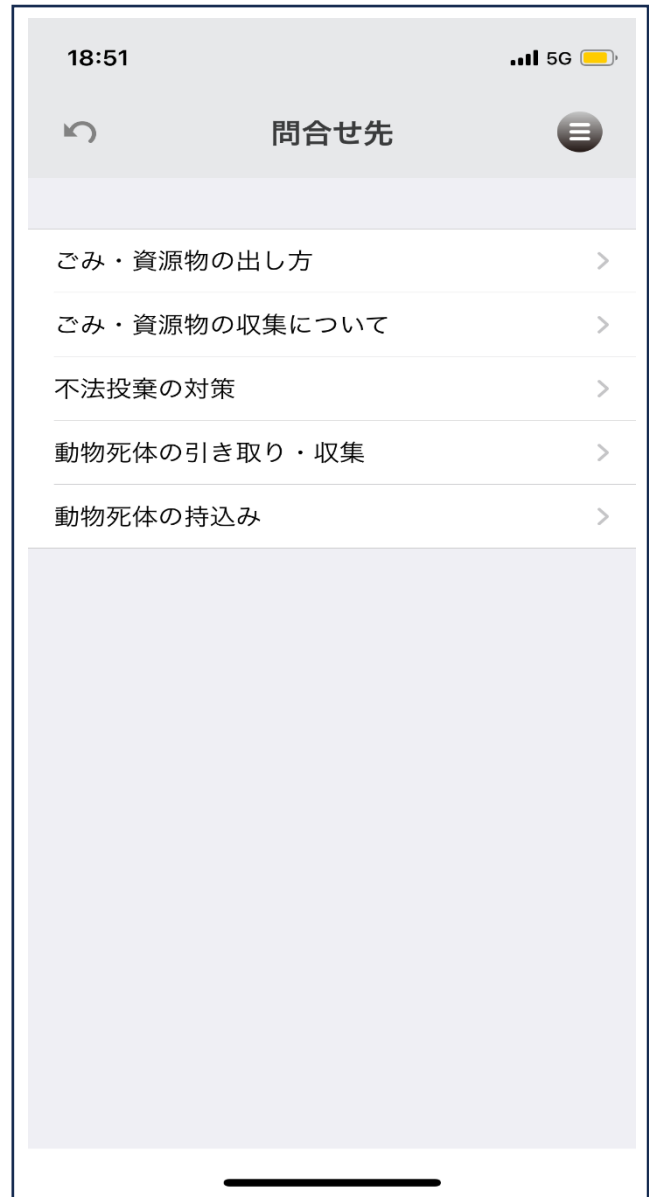 18:51 5G
問合せ先
ごみ・資源物の出し方
ごみ・資源物の収集について
不法投棄の対策
動物死体の引き取り・収集
動物死体の持込み